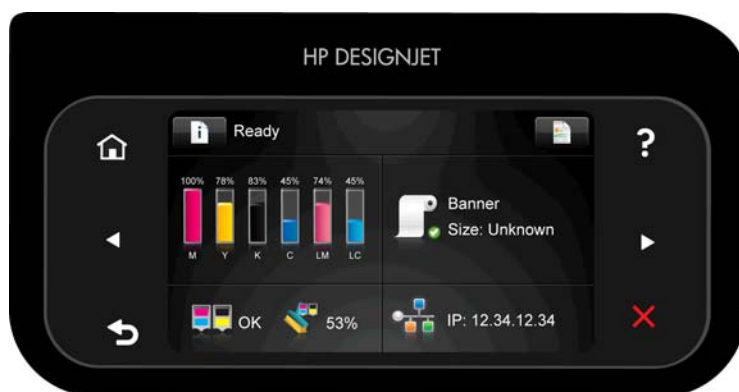 HP DESIGNJET
i Ready
?
100% 78% 83% 45% 74% 45%
M Y K C LM LC
Banner
Size: Unknown
OK 53%
IP: 12.34.12.34